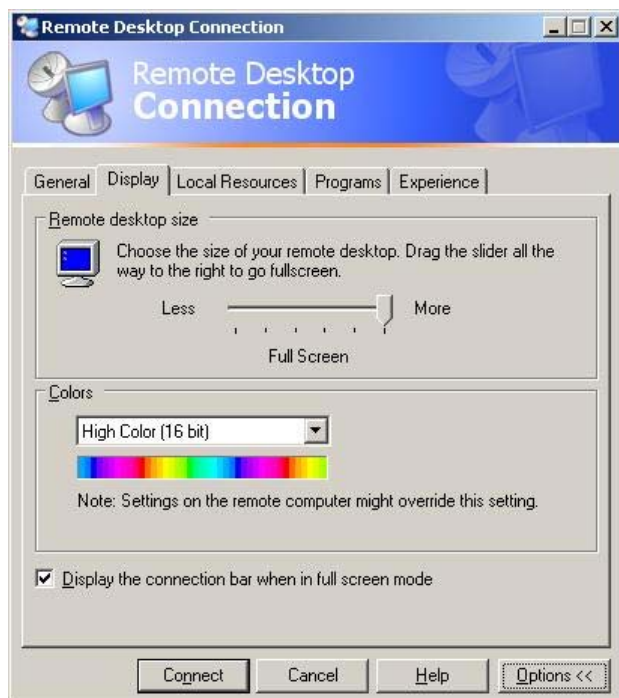 Remote Desktop Connection
Remote Desktop
Connection
General Display Local Resources Programs Experience
Remote desktop size
Choose the size of your remote desktop. Drag the slider all the
way to the right to go fullscreen.
Less More
Full Screen
Colors
High Color (16 bit)
Note: Settings on the remote computer might override this setting.
Display the connection bar when in full screen mode
Connect Cancel Help Options <<